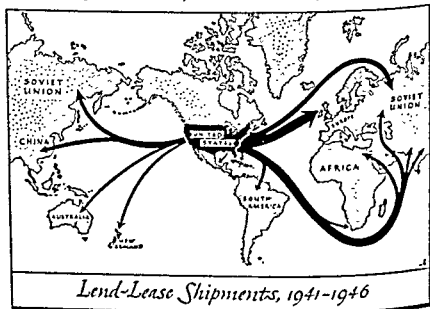 SOVIET
UNION
CHINA
AUSTRALIA
NEW
ZEALAND
UNITED
STATES
SOUTH
AMERICA
EUROPE
AFRICA
SOVIET
UNION
Lend-Lease Shipments, 1941-1946